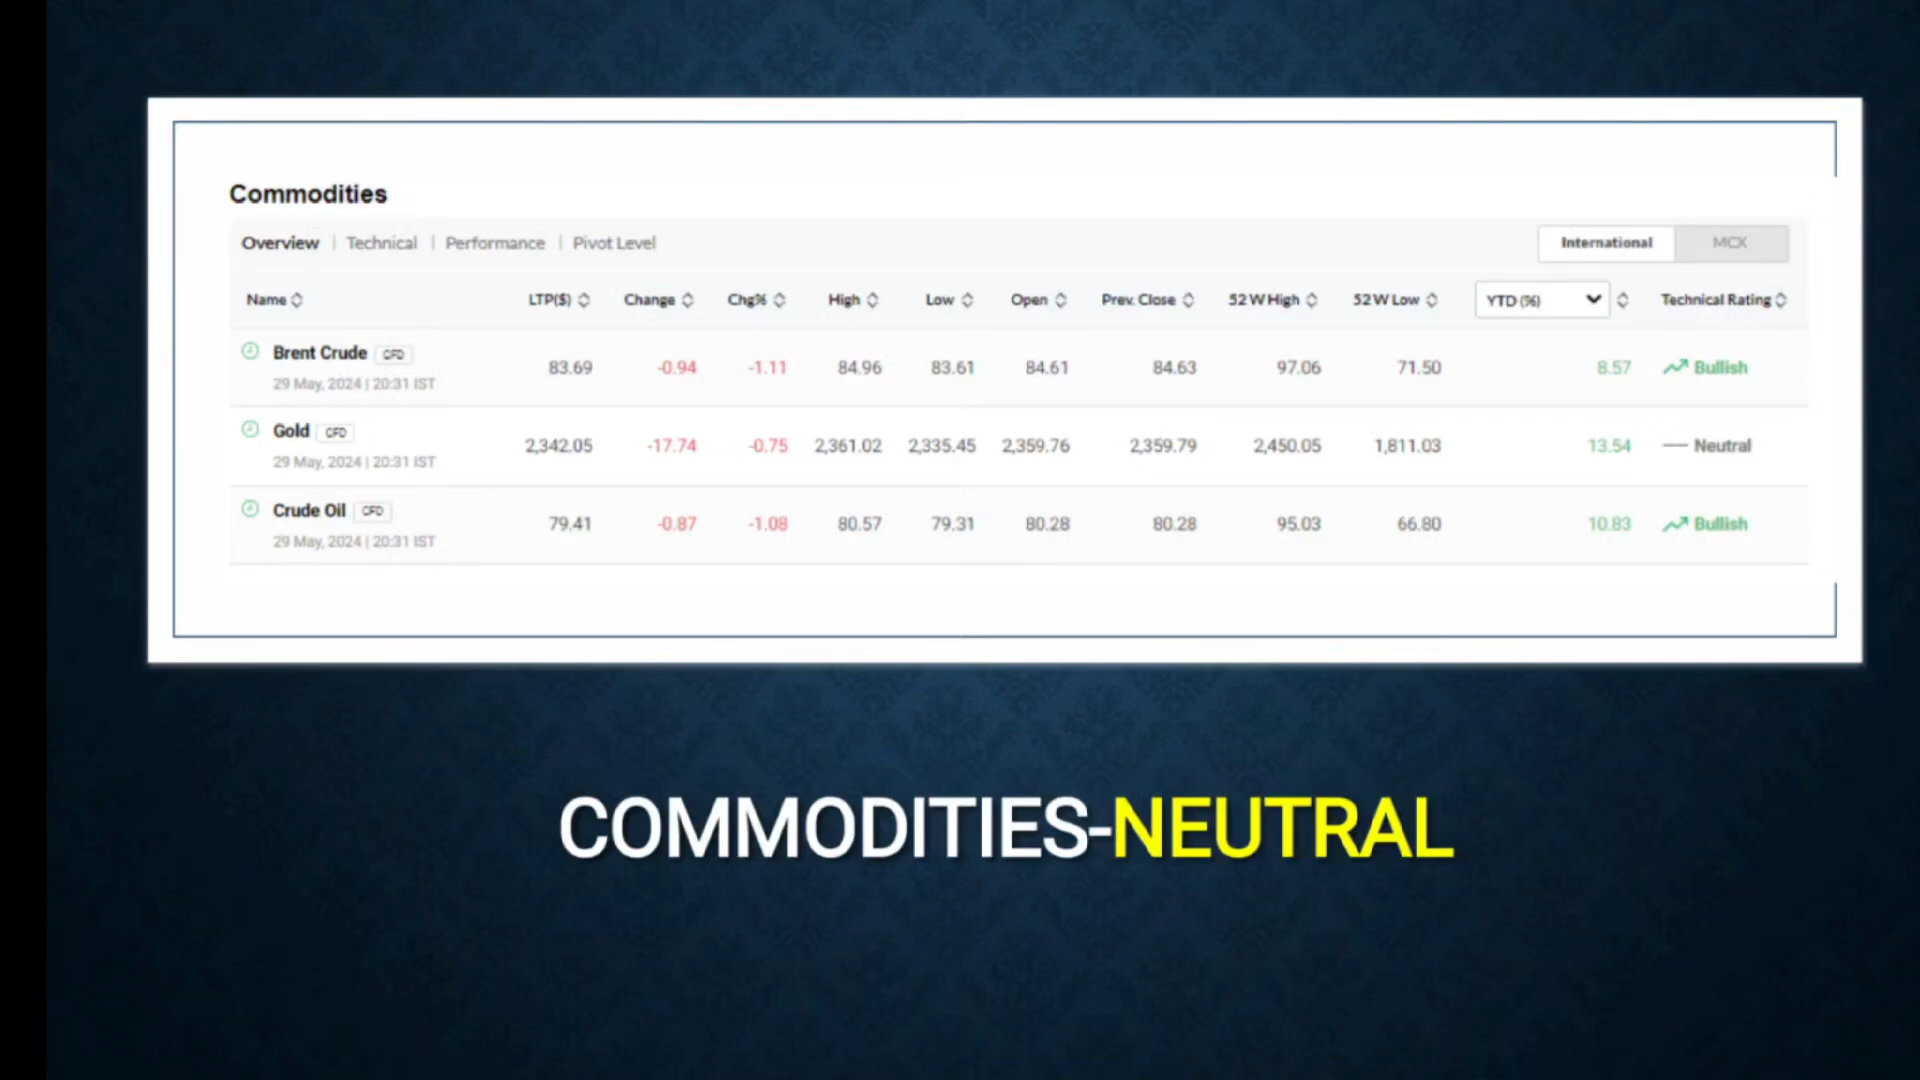 Commodities
Overview | Technical | Performance | Pivot Level International MCX
Name LTP($) Change Chg% High Low Open Prev. Close 52 W High 52 W Low YTD (%) Technical Rating
Brent Crude CFD 83.69 -0.94 -1.11 84.96 83.61 84.61 84.63 97.06 71.50 8.57 Bullish
29 May, 2024 | 20:31 IST
Gold CFD 2,342.05 -17.74 -0.75 2,361.02 2,335.45 2,359.76 2,359.79 2,450.05 1,811.03 13.54 Neutral
29 May, 2024 | 20:31 IST
Crude Oil CFD 79.41 -0.87 -1.08 80.57 79.31 80.28 80.28 95.03 66.80 10.83 Bullish
29 May, 2024 | 20:31 IST
COMMODITIES-NEUTRAL